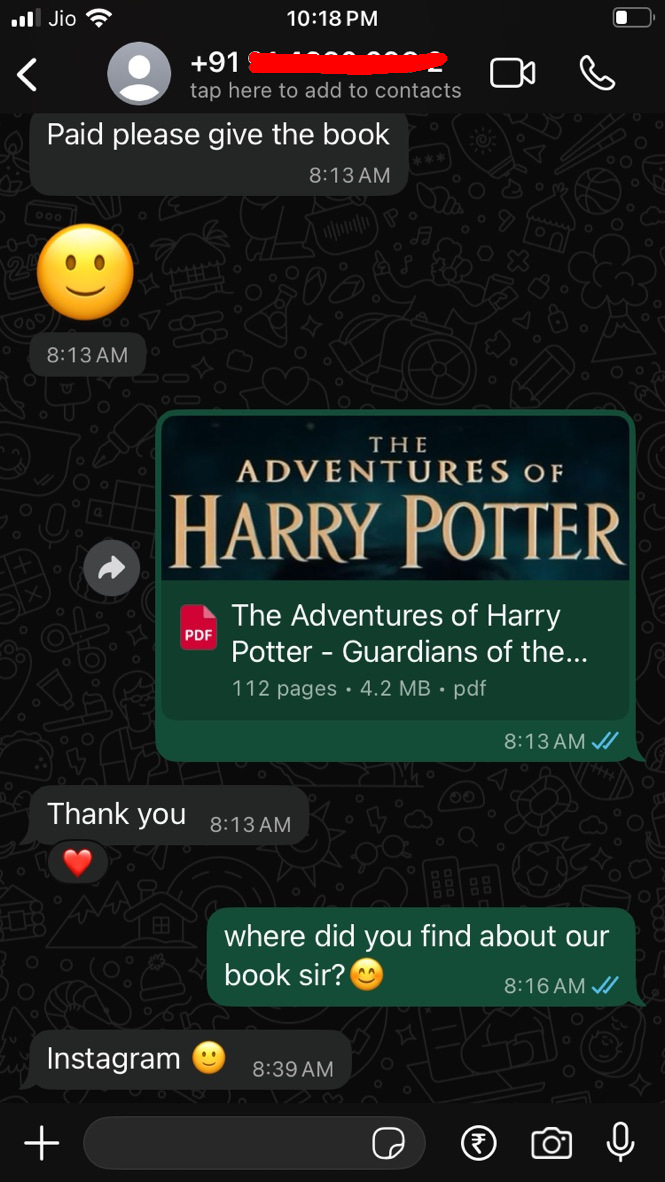 Jio 10:18 PM
+91
tap here to add to contacts
Paid please give the book
8:13 AM
8:13 AM
THE
ADVENTURES OF
HARRY POTTER
PDF
The Adventures of Harry
Potter - Guardians of the...
112 pages • 4.2 MB • pdf
8:13 AM
Thank you 8:13 AM
where did you find about our
book sir?😊 8:16 AM
Instagram 🙂 8:39 AM